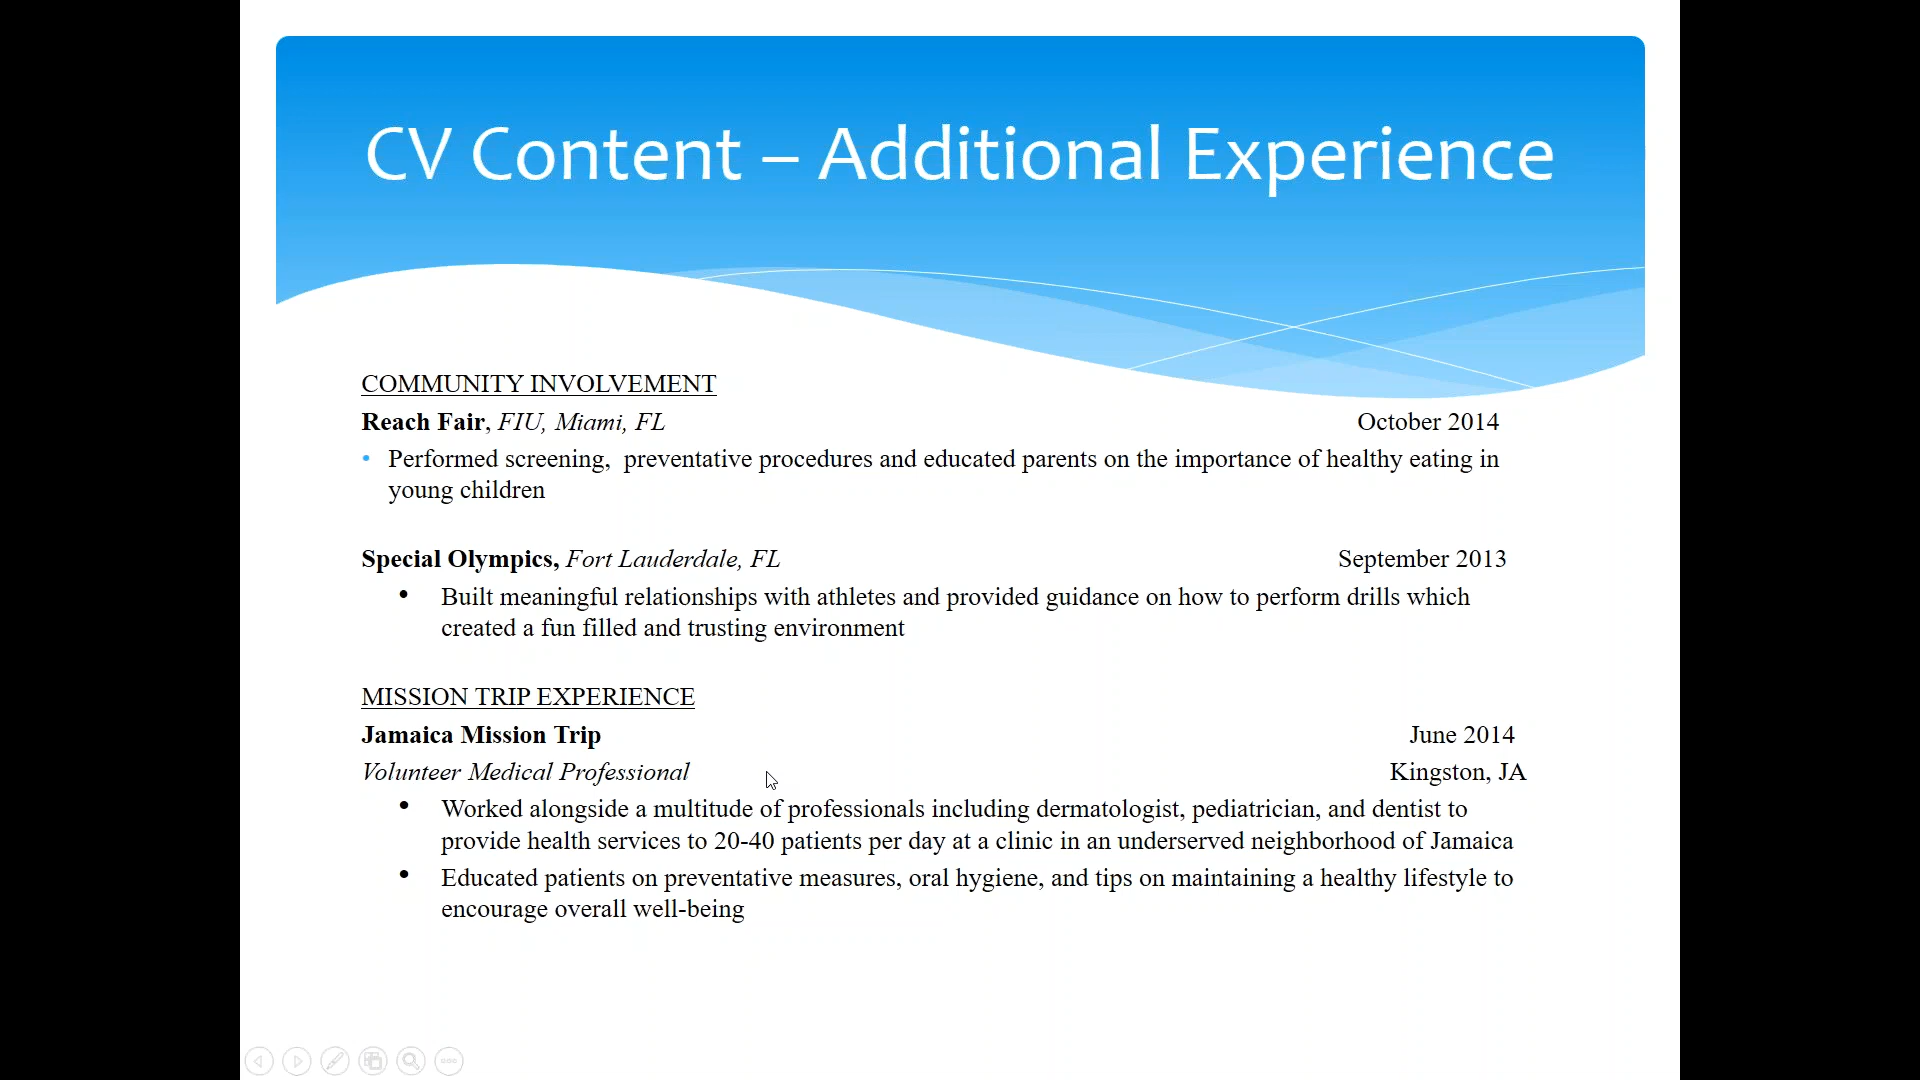 CV Content – Additional Experience
COMMUNITY INVOLVEMENT
Reach Fair, FIU, Miami, FL October 2014
• Performed screening,  preventative procedures and educated parents on the importance of healthy eating in
young children
Special Olympics, Fort Lauderdale, FL September 2013
• Built meaningful relationships with athletes and provided guidance on how to perform drills which
created a fun filled and trusting environment
MISSION TRIP EXPERIENCE
Jamaica Mission Trip June 2014
Volunteer Medical Professional Kingston, JA
• Worked alongside a multitude of professionals including dermatologist, pediatrician, and dentist to
provide health services to 20-40 patients per day at a clinic in an underserved neighborhood of Jamaica
• Educated patients on preventative measures, oral hygiene, and tips on maintaining a healthy lifestyle to
encourage overall well-being